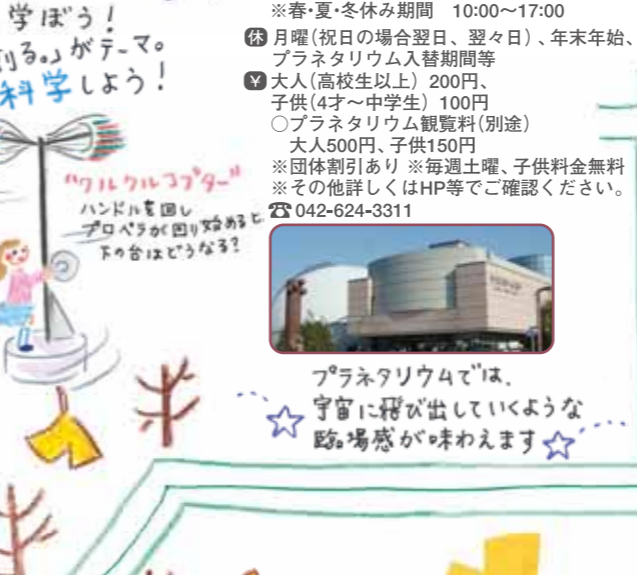 学ぼう!
創る。」がテーマ。
科学しよう!
"クルクルコプター"
ハンドルを回し
プロペラが回り始めると
下の台はどうなる?
※春・夏・冬休み期間 10:00〜17:00
休 月曜(祝日の場合翌日、翌々日)、年末年始、
プラネタリウム入替期間等
¥ 大人(高校生以上) 200円、
子供(4才〜中学生) 100円
○プラネタリウム観覧料(別途)
大人500円、子供150円
※団体割引あり ※毎週土曜、子供料金無料
※その他詳しくはHP等でご確認ください。
☎ 042-624-3311
プラネタリウムでは、
宇宙に飛び出していくような
臨場感が味わえます